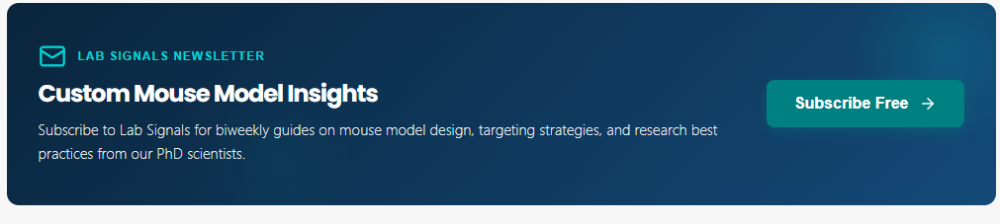 LAB SIGNALS NEWSLETTER
Custom Mouse Model Insights
Subscribe to Lab Signals for biweekly guides on mouse model design, targeting strategies, and research best
practices from our PhD scientists.
Subscribe Free →